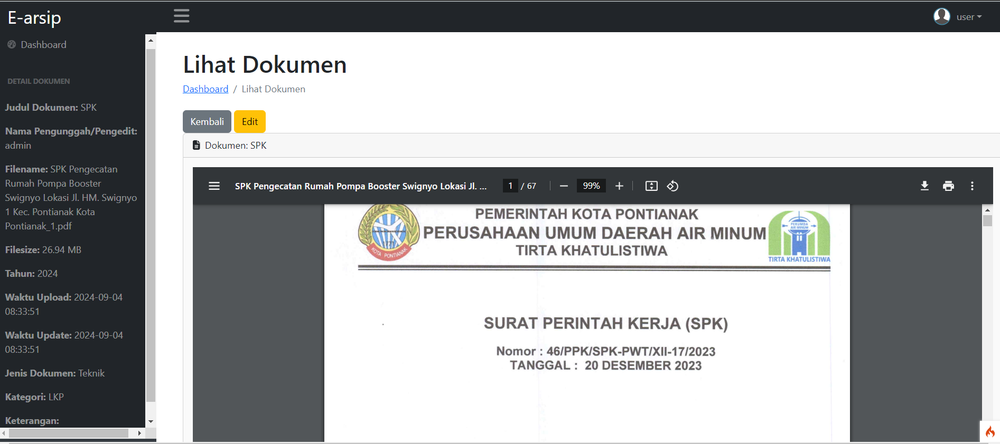 E-arsip
user
Dashboard
DETAIL DOKUMEN
Judul Dokumen: SPK
Nama Pengunggah/Pengedit:
admin
Filename: SPK Pengecatan
Rumah Pompa Booster
Swignyo Lokasi Jl. HM. Swignyo
1 Kec. Pontianak Kota
Pontianak_1.pdf
Filesize: 26.94 MB
Tahun: 2024
Waktu Upload: 2024-09-04
08:33:51
Waktu Update: 2024-09-04
08:33:51
Jenis Dokumen: Teknik
Kategori: LKP
Keterangan:
Lihat Dokumen
Dashboard / Lihat Dokumen
Kembali Edit
Dokumen: SPK
SPK Pengecatan Rumah Pompa Booster Swignyo Lokasi Jl. ... 1 / 67 99%
PEMERINTAH KOTA PONTIANAK
PERUSAHAAN UMUM DAERAH AIR MINUM
TIRTA KHATULISTIWA
1771
KOTA PONTIANAK
PERUMDA
AIR MINUM
TIRTA KHATULISTIWA
SURAT PERINTAH KERJA (SPK)
Nomor : 46/PPK/SPK-PWT/XII-17/2023
TANGGAL : 20 DESEMBER 2023